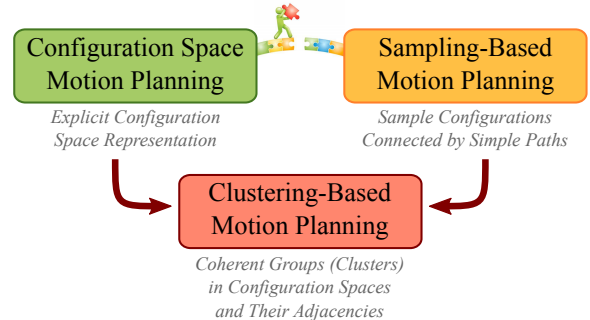 Configuration Space
Motion Planning
Explicit Configuration
Space Representation
Sampling-Based
Motion Planning
Sample Configurations
Connected by Simple Paths
Clustering-Based
Motion Planning
Coherent Groups (Clusters)
in Configuration Spaces
and Their Adjacencies